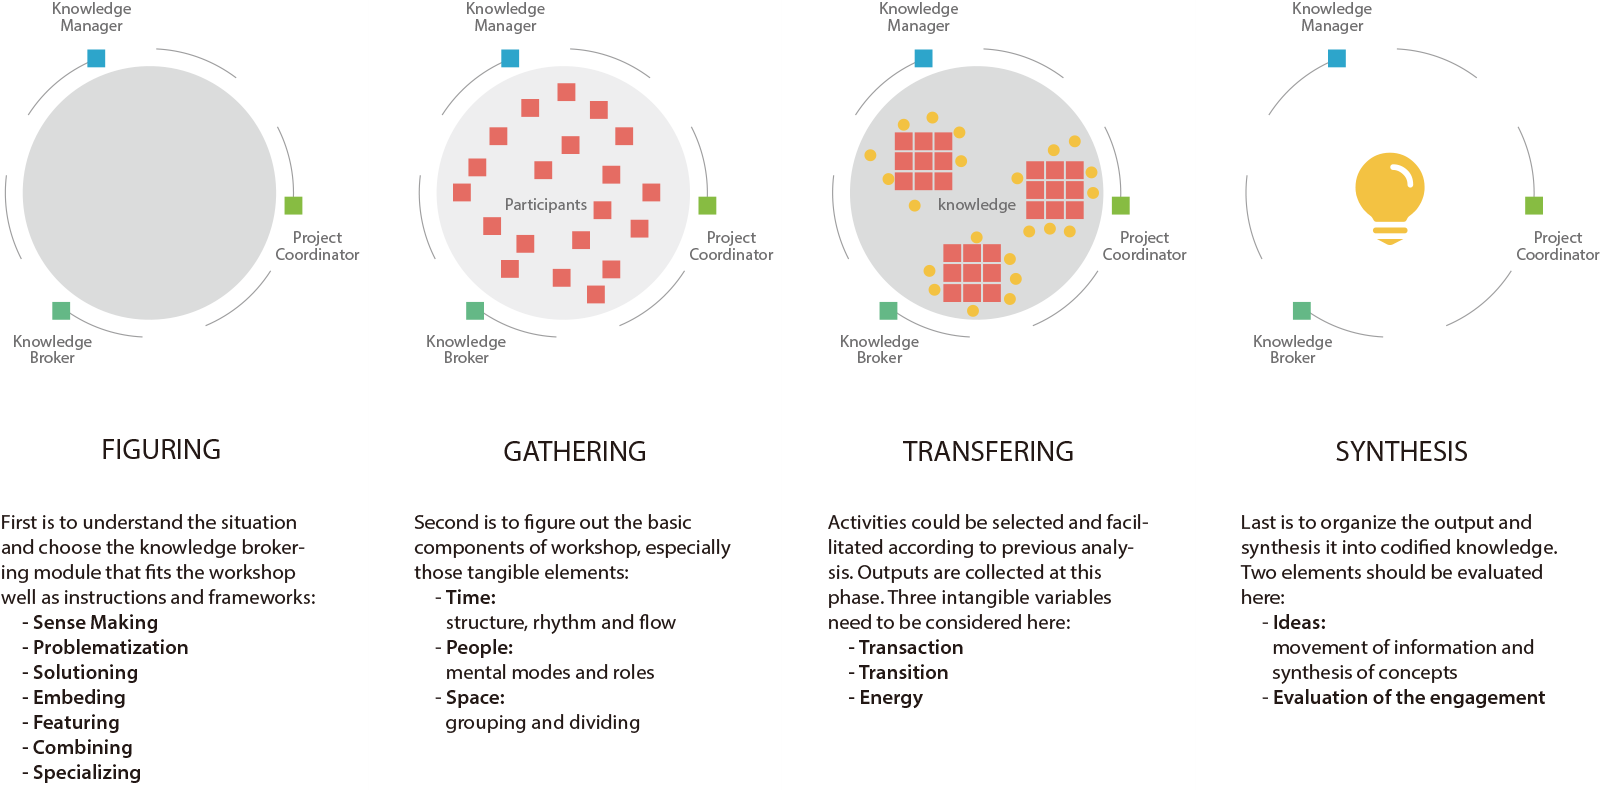 Knowledge
Manager
Project
Coordinator
Knowledge
Broker
Knowledge
Manager
Participants
Project
Coordinator
Knowledge
Broker
Knowledge
Manager
knowledge
Project
Coordinator
Knowledge
Broker
Knowledge
Manager
Project
Coordinator
Knowledge
Broker
FIGURING
First is to understand the situation
and choose the knowledge broker-
ing module that fits the workshop
well as instructions and frameworks:
- Sense Making
- Problematization
- Solutioning
- Embeding
- Featuring
- Combining
- Specializing
GATHERING
Second is to figure out the basic
components of workshop, especially
those tangible elements:
- Time:
structure, rhythm and flow
- People:
mental modes and roles
- Space:
grouping and dividing
TRANSFERING
Activities could be selected and facil-
litated according to previous analy-
sis. Outputs are collected at this
phase. Three intangible variables
need to be considered here:
- Transaction
- Transition
- Energy
SYNTHESIS
Last is to organize the output and
synthesis it into codified knowledge.
Two elements should be evaluated
here:
- Ideas:
movement of information and
synthesis of concepts
- Evaluation of the engagement